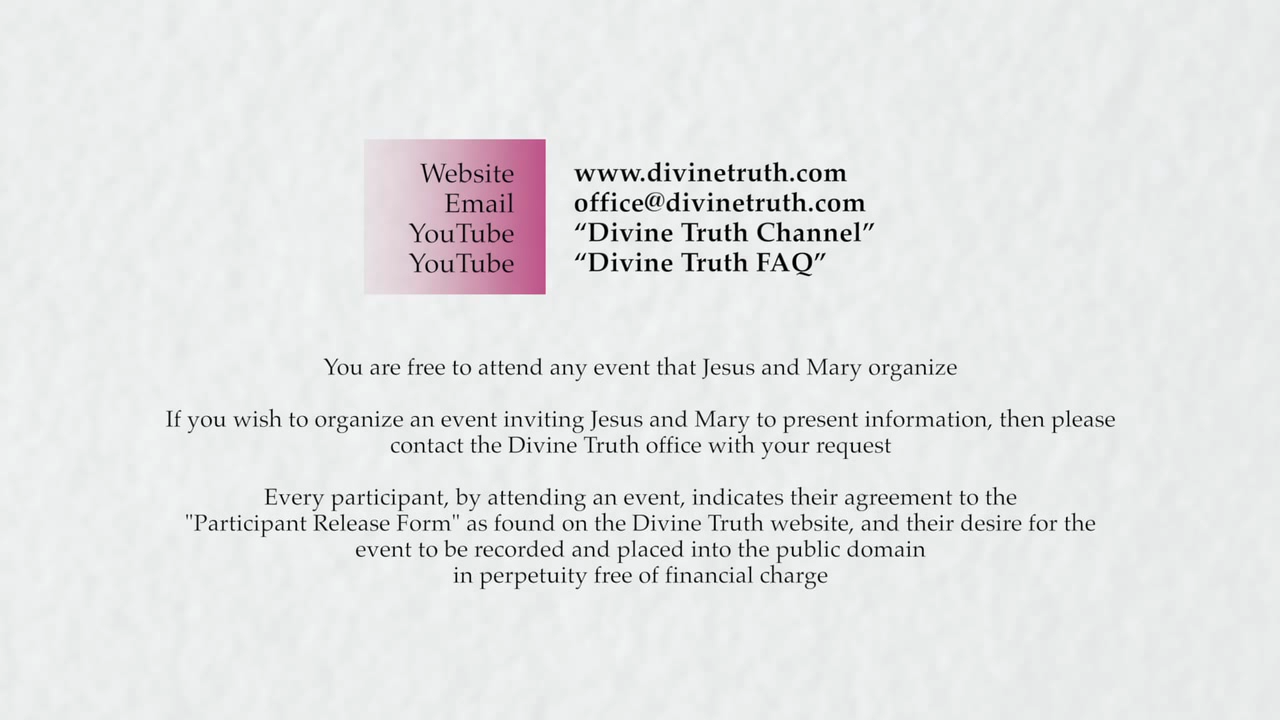 Website www.divinetruth.com
Email office@divinetruth.com
YouTube “Divine Truth Channel”
YouTube “Divine Truth FAQ”
You are free to attend any event that Jesus and Mary organize
If you wish to organize an event inviting Jesus and Mary to present information, then please
contact the Divine Truth office with your request
Every participant, by attending an event, indicates their agreement to the
"Participant Release Form" as found on the Divine Truth website, and their desire for the
event to be recorded and placed into the public domain
in perpetuity free of financial charge